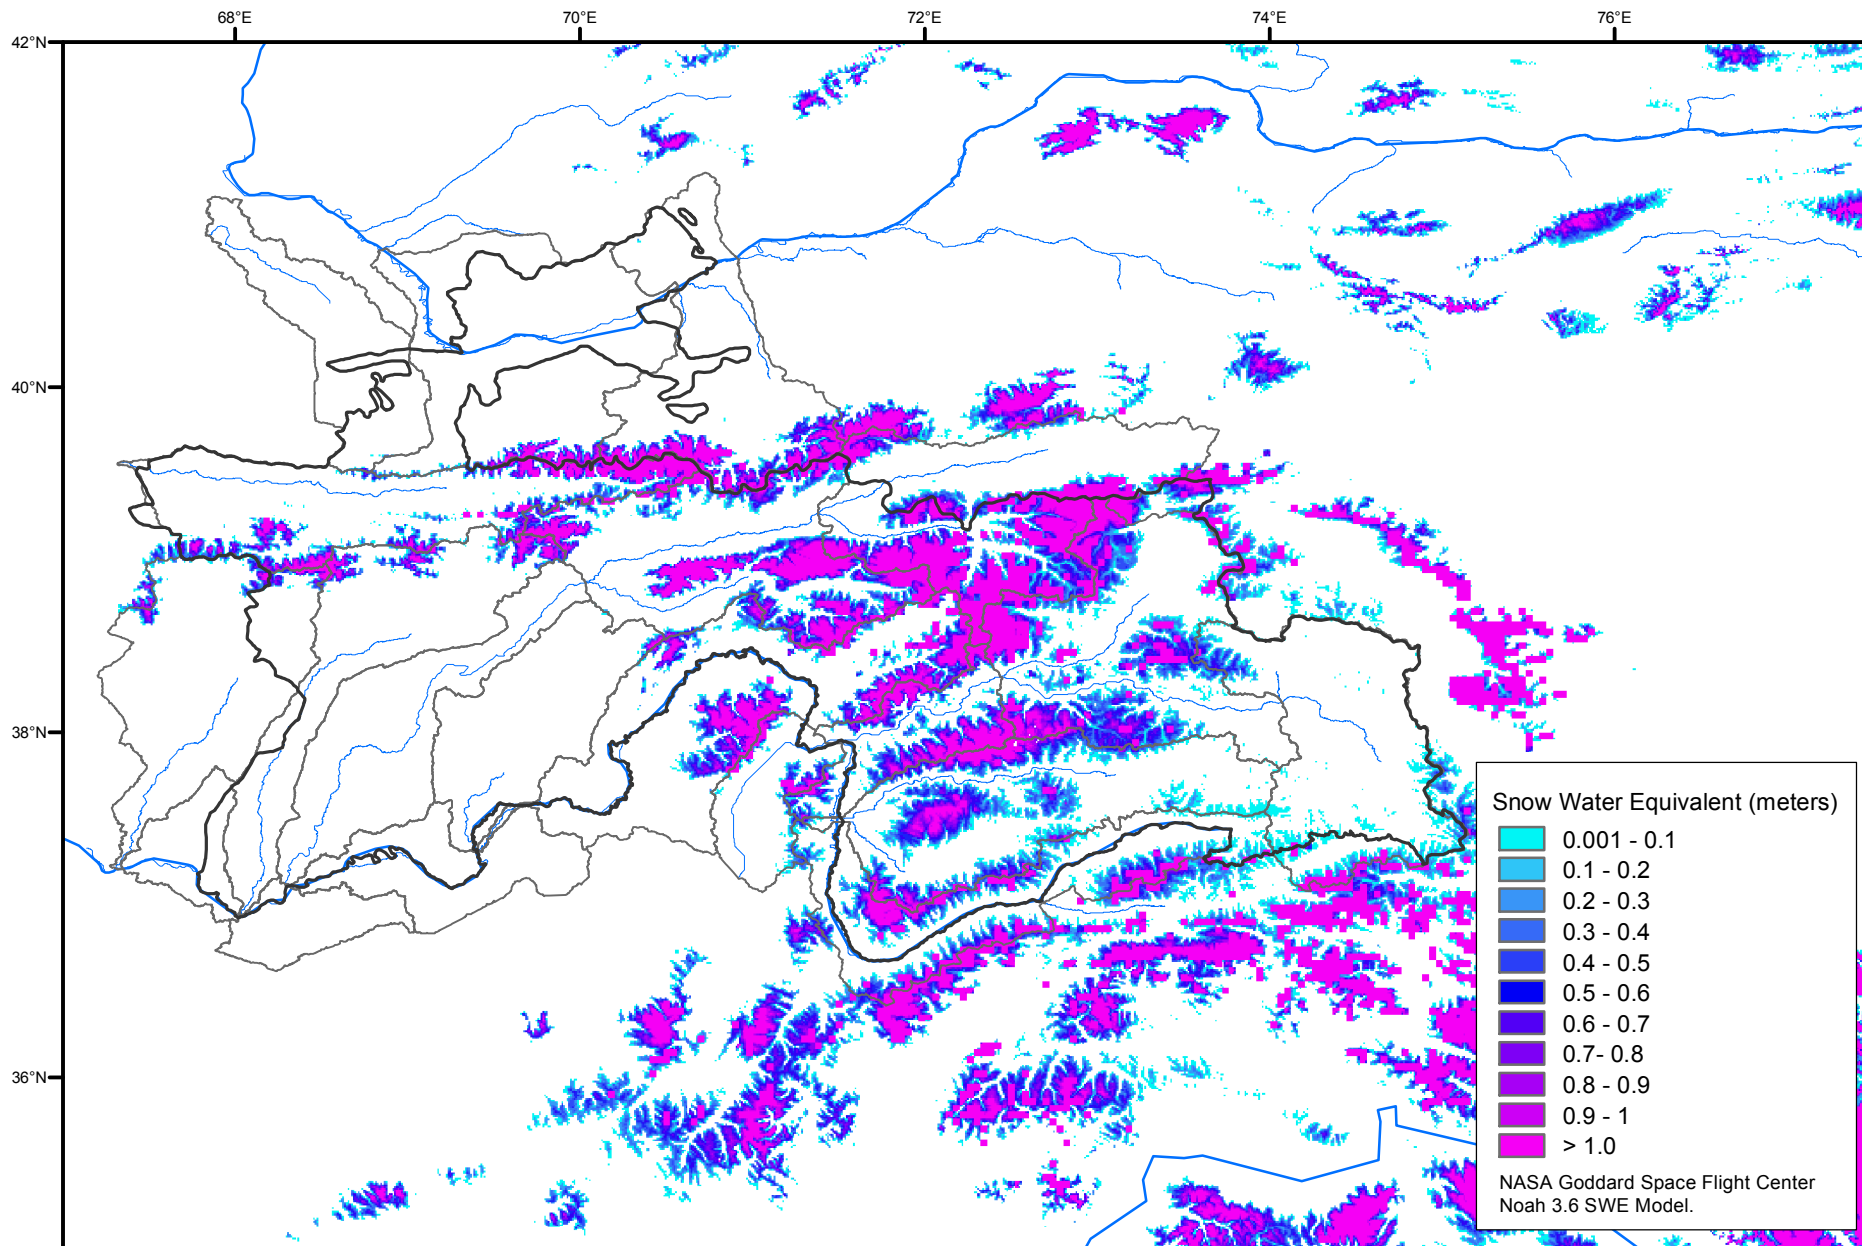 68°E 70°E 72°E 74°E 76°E
42°N
40°N
38°N
36°N
Snow Water Equivalent (meters)
0.001 - 0.1
0.1 - 0.2
0.2 - 0.3
0.3 - 0.4
0.4 - 0.5
0.5 - 0.6
0.6 - 0.7
0.7- 0.8
0.8 - 0.9
0.9 - 1
> 1.0
NASA Goddard Space Flight Center
Noah 3.6 SWE Model.